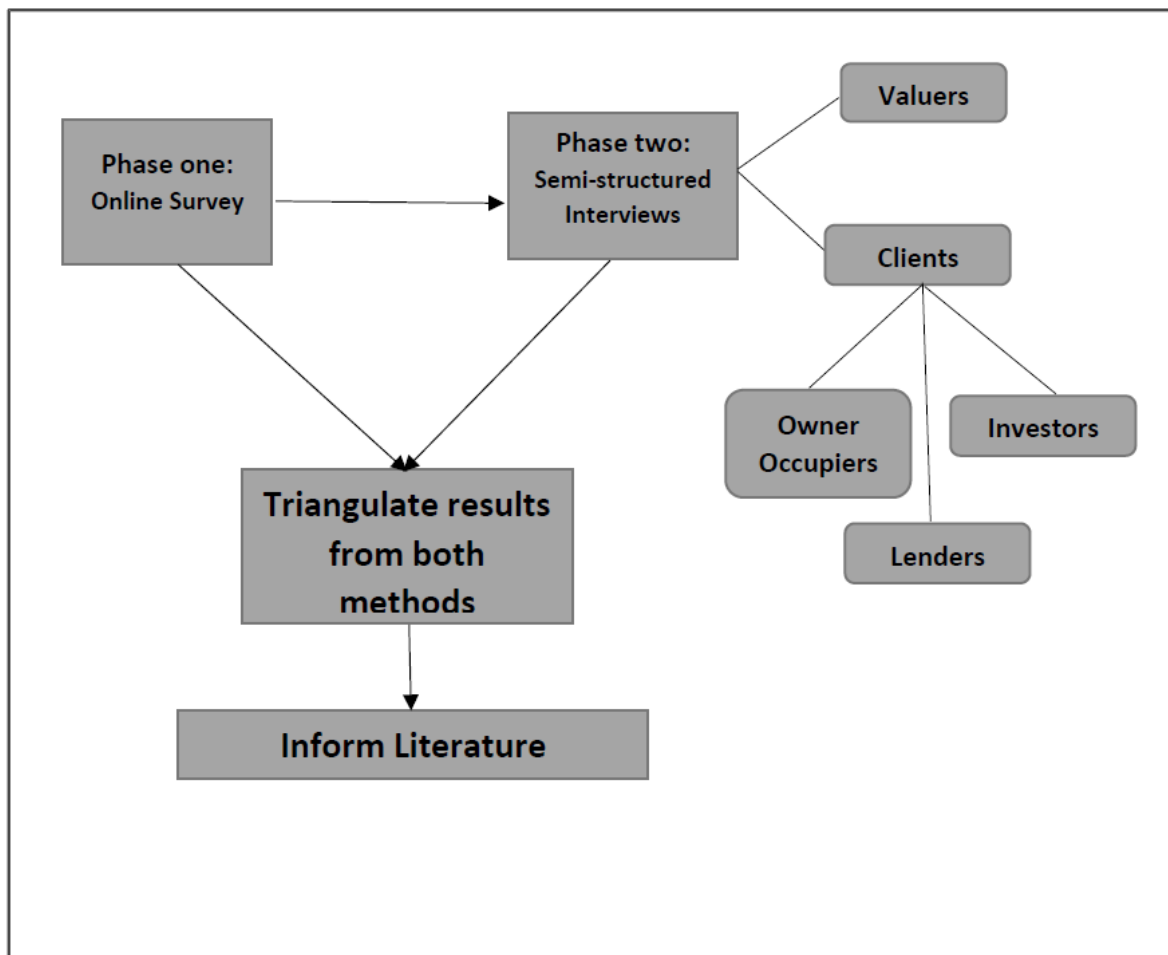 Phase one:
Online Survey
Phase two:
Semi-structured
Interviews
Valuers
Clients
Owner
Occupiers
Investors
Lenders
Triangulate results
from both
methods
Inform Literature